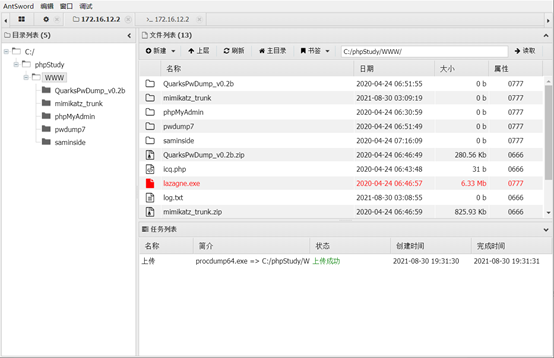 AntSword 编辑 窗口 调试
172.16.12.2 172.16.12.2
目录列表 (5)
C:/
phpStudy
WWW
QuarksPwDump_v0.2b
mimikatz_trunk
phpMyAdmin
pwdump7
saminside
文件列表 (13)
新建 上层 刷新 主目录 书签 C:/phpStudy/WWW/ 读取
名称 日期 大小 属性
QuarksPwDump_v0.2b 2020-04-24 06:51:55 0 b 0777
mimikatz_trunk 2021-08-30 03:09:19 0 b 0777
phpMyAdmin 2020-04-24 06:30:59 0 b 0777
pwdump7 2020-04-24 06:51:49 0 b 0777
saminside 2020-04-24 07:16:09 0 b 0777
QuarksPwDump_v0.2b.zip 2020-04-24 06:46:49 280.56 Kb 0666
icq.php 2020-04-24 06:43:48 31 b 0666
lazagne.exe 2020-04-24 06:46:57 6.33 Mb 0777
log.txt 2021-08-30 03:08:55 0 b 0666
mimikatz_trunk.zip 2020-04-24 06:46:59 825.93 Kb 0666
任务列表
名称 简介 状态 创建时间 完成时间
上传 procdump64.exe => C:/phpStudy/W 上传成功 2021-08-30 19:31:30 2021-08-30 19:31:31